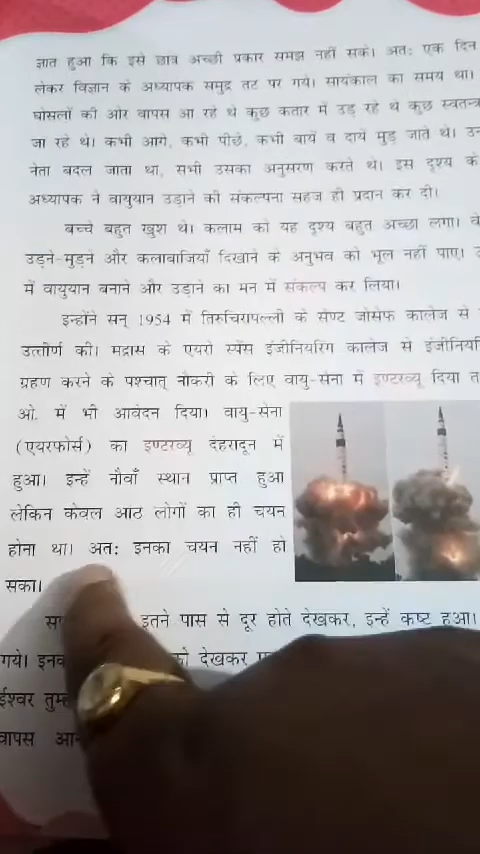 ज्ञात हुआ कि इसे छात्र अच्छी प्रकार समझ नहीं सके। अतः एक दिन
लेकर विज्ञान के अध्यापक समुद्र तट पर गये। सायंकाल का समय था।
घोसलों की ओर वापस आ रहे थे कुछ कतार में उड़ रहे थे कुछ स्वतन्त्र
जा रहे थे। कभी आगे, कभी पीछे, कभी बायें व दायें मुड़ जाते थे।
नेता बदल जाता था, सभी उसका अनुसरण करते थे। इस दृश्य के
अध्यापक ने वायुयान उड़ाने की संकल्पना सहज ही प्रदान कर दी।
बच्चे बहुत खुश थे। कलाम को यह दृश्य बहुत अच्छा लगा।
उड़ने-मुड़ने और कलाबाजियाँ दिखाने के अनुभव को भूल नहीं पाए।
में वायुयान बनाने और उड़ाने का मन में संकल्प कर लिया।
इन्होंने सन् 1954 में तिरुचिरापल्ली के सेण्ट जोसेफ कालेज से
उत्तीर्ण की। मद्रास के एयरो स्पेस इंजीनियरिंग कालेज से
ग्रहण करने के पश्चात् नौकरी के लिए वायु-सेना में इण्टरव्यू दिया
ओ. में भी आवेदन दिया। वायु-सेना
(एयरफोर्स) का इण्टरव्यू देहरादून में
हुआ। इन्हें नौवाँ स्थान प्राप्त हुआ
लेकिन केवल आठ लोगों का ही चयन
होना था। अतः इनका चयन नहीं हो
सका।
इतने पास से दूर होते देखकर, इन्हें कष्ट हुआ।
गये। को देखकर
ईश्वर
वापस